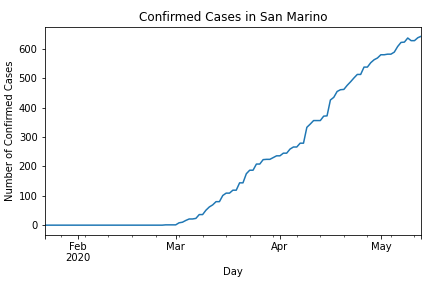 Confirmed Cases in San Marino
Number of Confirmed Cases
600
500
400
300
200
100
0
Feb
2020
Mar
Apr
May
Day